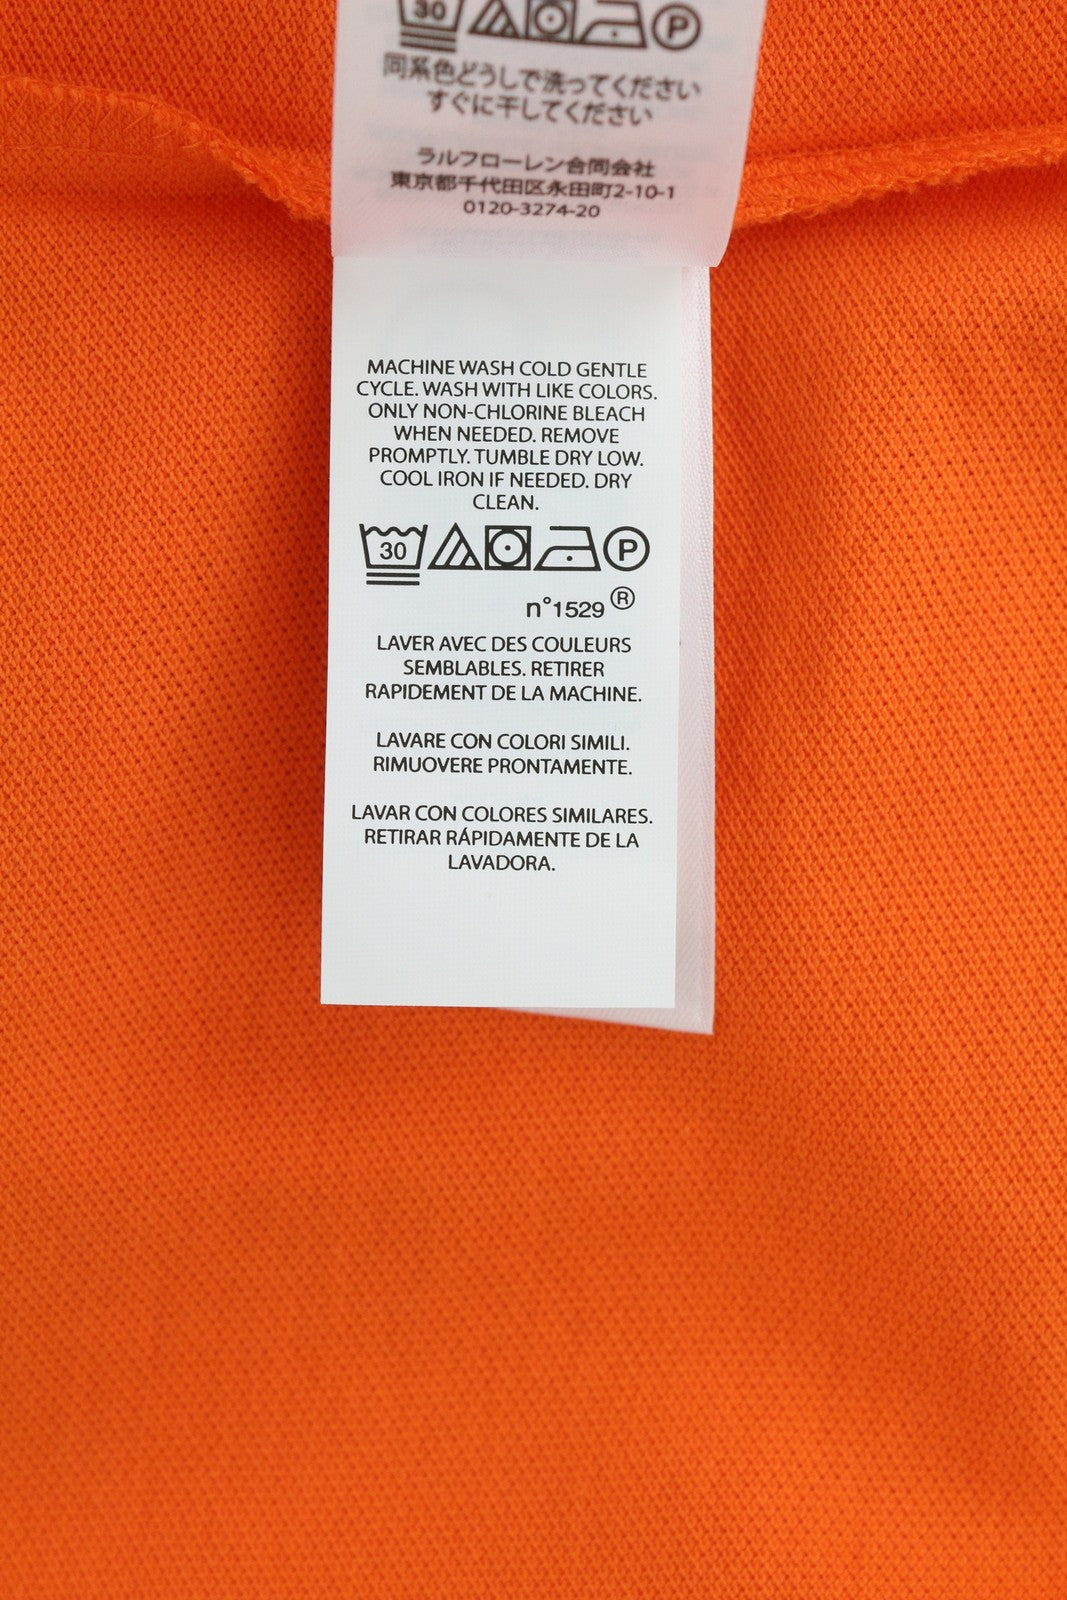 30 P
同系色どうしで洗ってください
すぐに干してください
ラルフローレン合同会社
東京都千代田区永田町2-10-1
0120-3274-20
MACHINE WASH COLD GENTLE
CYCLE. WASH WITH LIKE COLORS.
ONLY NON-CHLORINE BLEACH
WHEN NEEDED. REMOVE
PROMPTLY. TUMBLE DRY LOW.
COOL IRON IF NEEDED. DRY
CLEAN.
30 P
n°1529 ®
LAVER AVEC DES COULEURS
SEMBLABLES. RETIRER
RAPIDEMENT DE LA MACHINE.
LAVARE CON COLORI SIMILI.
RIMUOVERE PRONTAMENTE.
LAVAR CON COLORES SIMILARES.
RETIRAR RÁPIDAMENTE DE LA
LAVADORA.